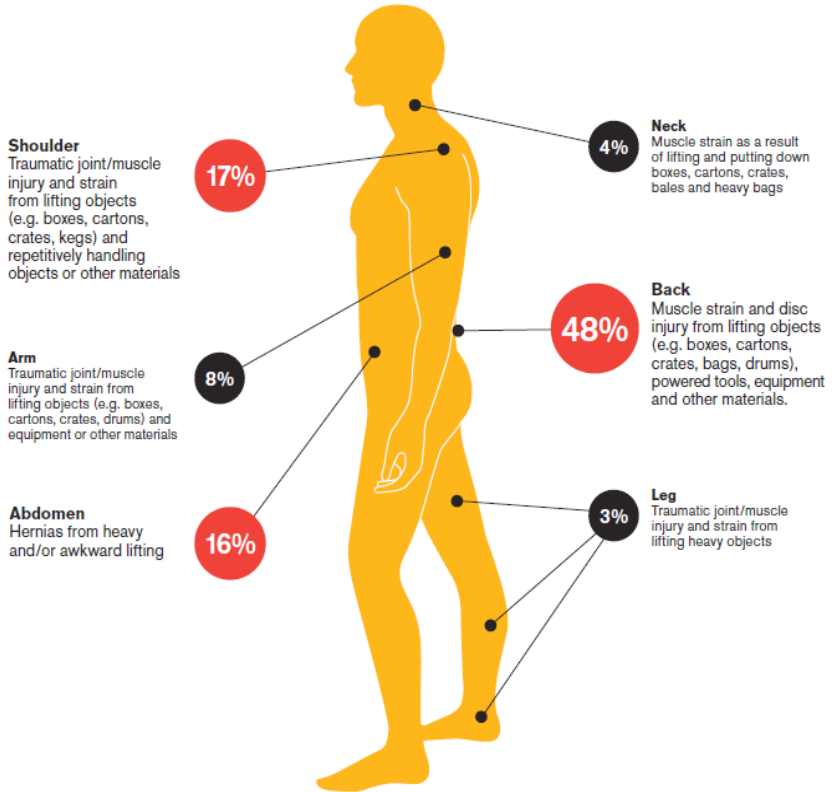 Shoulder
Traumatic joint/muscle
injury and strain
from lifting objects
(e.g. boxes, cartons,
crates, kegs) and
repetitively handling
objects or other materials
17%
Arm
Traumatic joint/muscle
injury and strain from
lifting objects (e.g. boxes,
cartons, crates, drums) and
equipment or other materials
8%
Abdomen
Hernias from heavy
and/or awkward lifting
16%
4%
Neck
Muscle strain as a result
of lifting and putting down
boxes, cartons, crates,
bales and heavy bags
48%
Back
Muscle strain and disc
injury from lifting objects
(e.g. boxes, cartons,
crates, bags, drums),
powered tools, equipment
and other materials.
3%
Leg
Traumatic joint/muscle
injury and strain from
lifting heavy objects